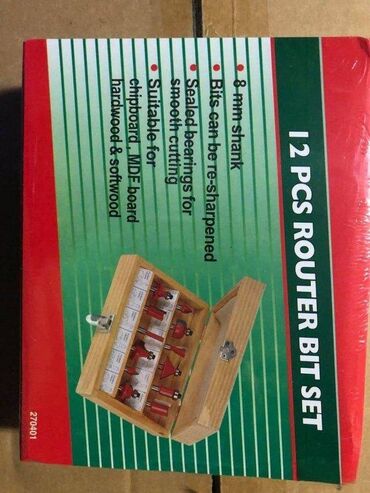 12 PCS ROUTER BIT SET
• 8-mm shank
• Bits can be re-sharpened
• Sealed bearings for
smooth cutting
• Suitable for
chipboard, MDF board
hardwood & softwood
270401